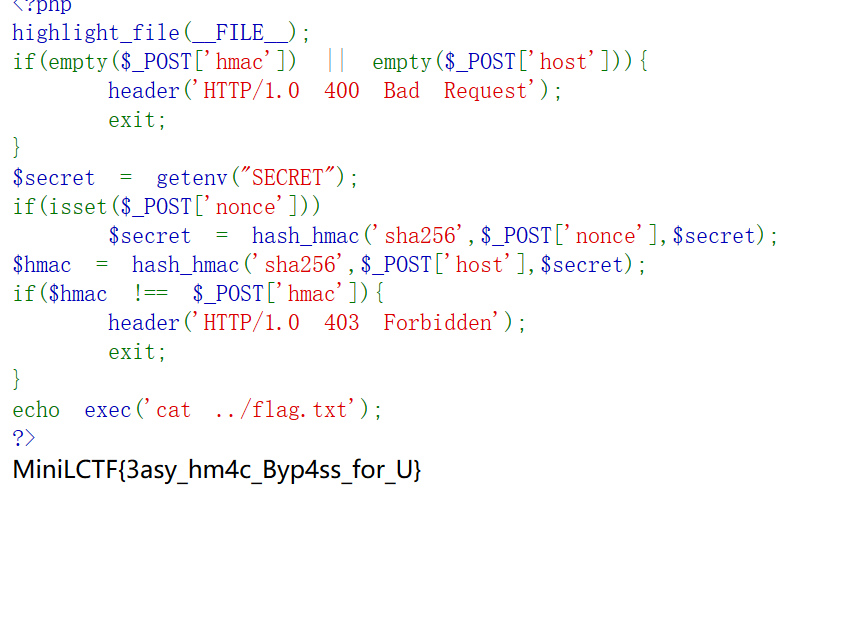 <?php
highlight_file(__FILE__);
if(empty($_POST['hmac']) || empty($_POST['host'])){
header('HTTP/1.0 400 Bad Request');
exit;
}
$secret = getenv("SECRET");
if(isset($_POST['nonce']))
$secret = hash_hmac('sha256',$_POST['nonce'],$secret);
$hmac = hash_hmac('sha256',$_POST['host'],$secret);
if($hmac !== $_POST['hmac']){
header('HTTP/1.0 403 Forbidden');
exit;
}
echo exec('cat ../flag.txt');
?>
MiniLCTF{3asy_hm4c_Byp4ss_for_U}